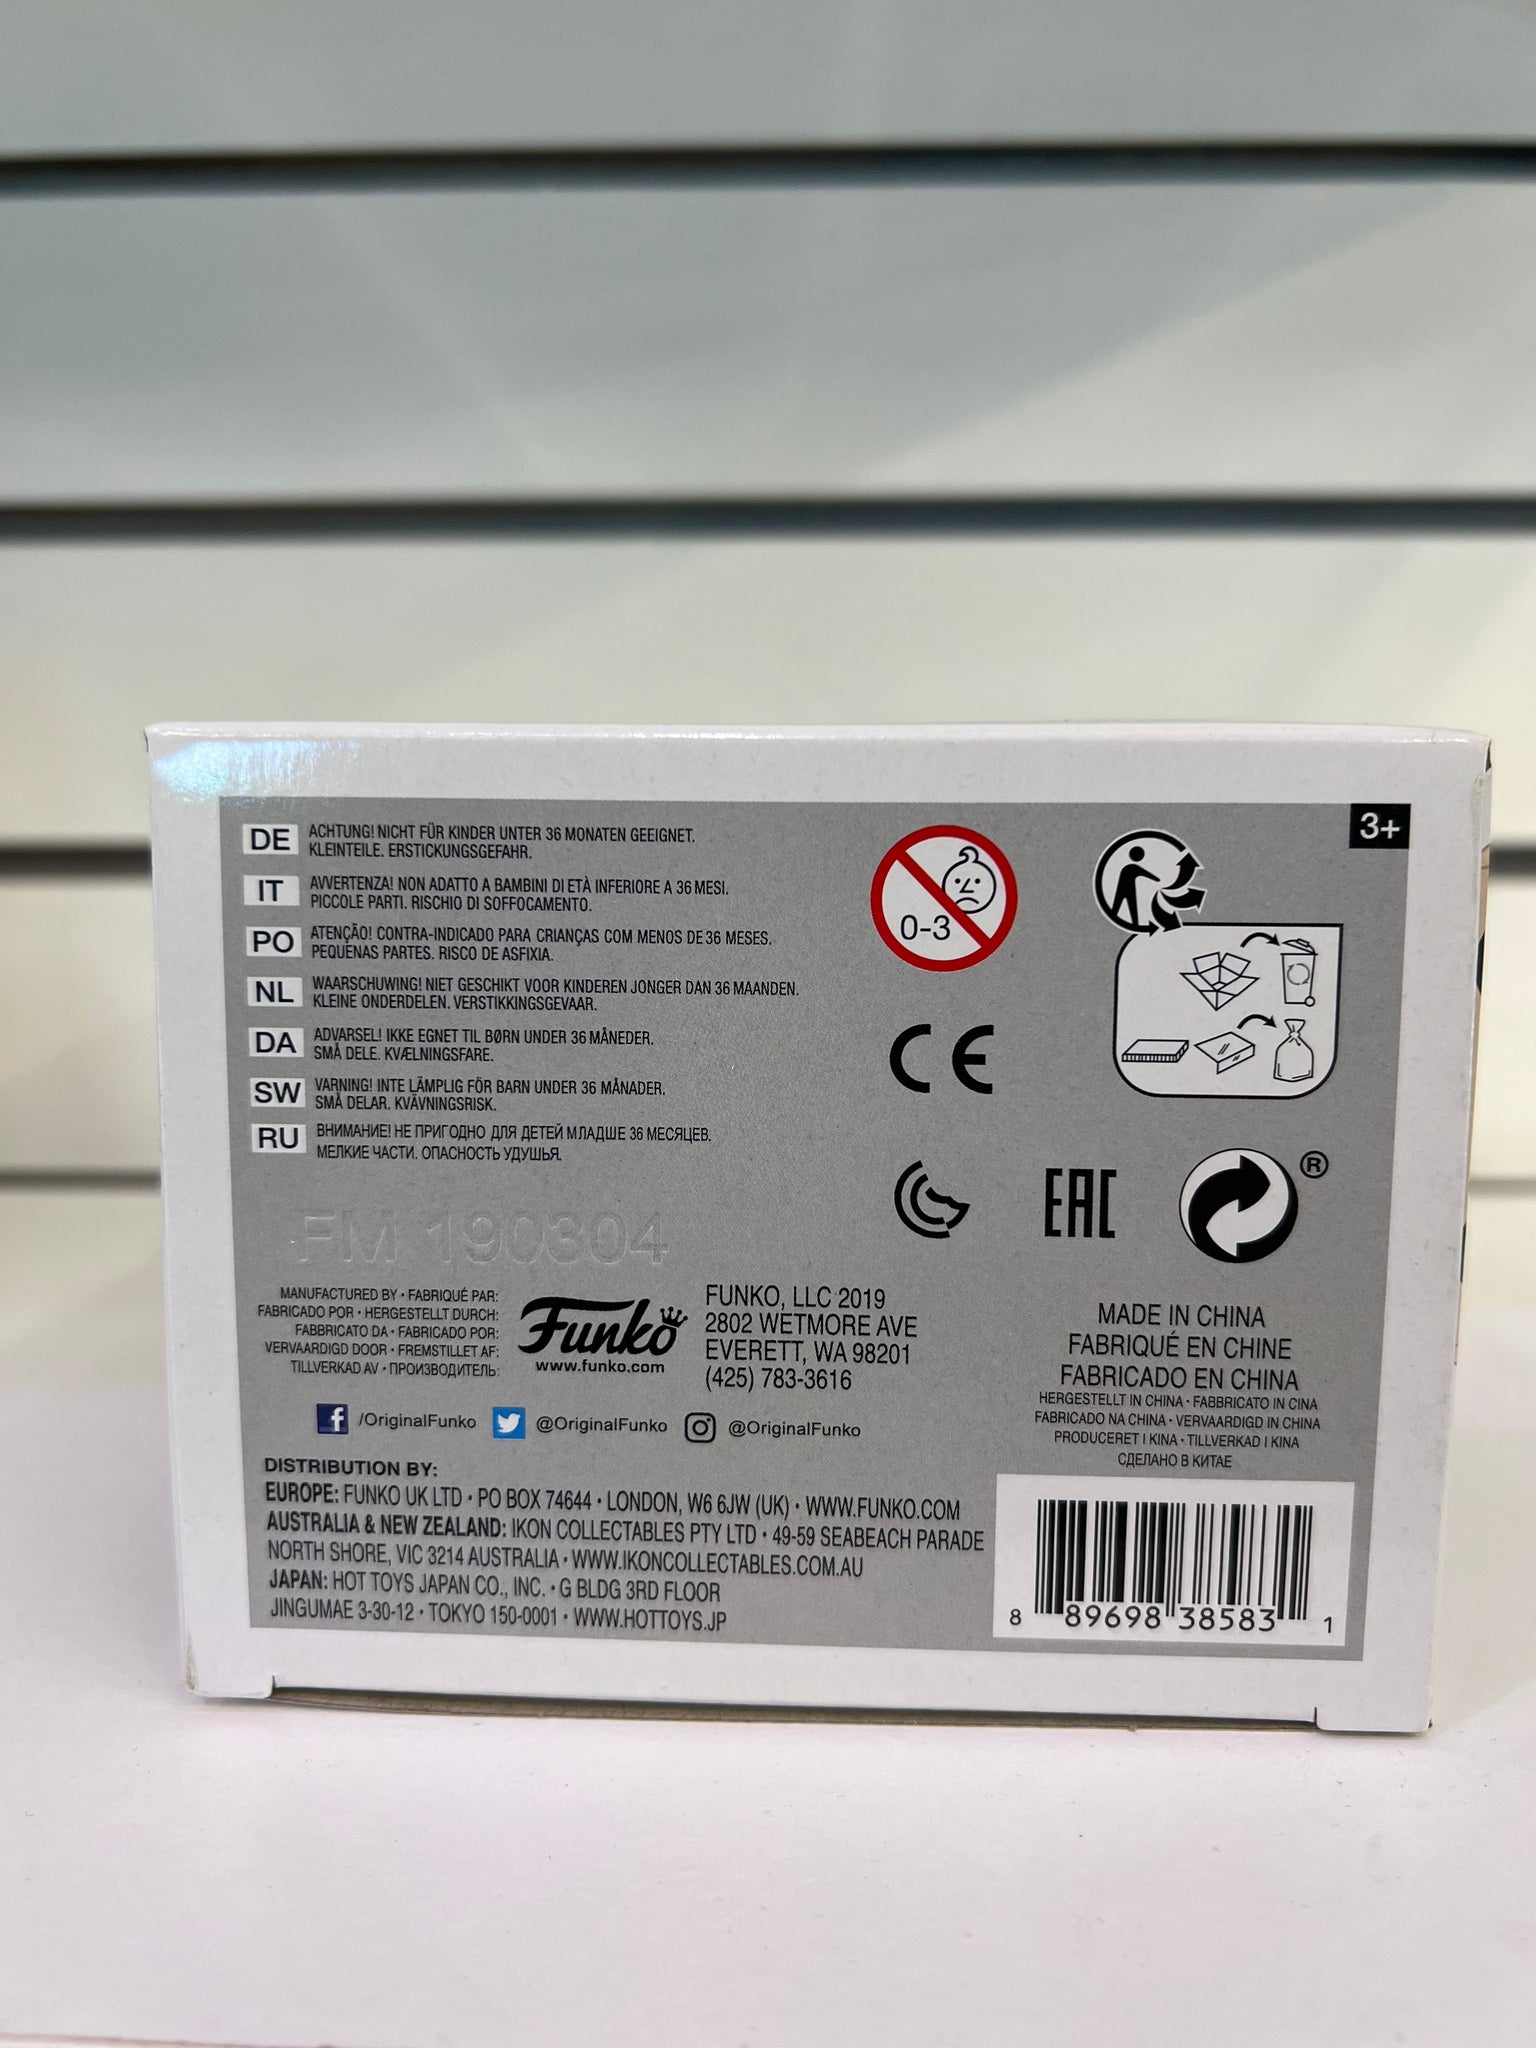 3+
DE ACHTUNG! NICHT FÜR KINDER UNTER 36 MONATEN GEEIGNET.
KLEINTEILE. ERSTICKUNGSGEFAHR.
IT AVVERTENZA! NON ADATTO A BAMBINI DI ETÀ INFERIORE A 36 MESI.
PICCOLE PARTI. RISCHIO DI SOFFOCAMENTO.
PO ATENÇÃO! CONTRA-INDICADO PARA CRIANÇAS COM MENOS DE 36 MESES.
PEQUENAS PARTES. RISCO DE ASFIXIA.
NL WAARSCHUWING! NIET GESCHIKT VOOR KINDEREN JONGER DAN 36 MAANDEN.
KLEINE ONDERDELEN. VERSTIKKINGSGEVAAR.
DA ADVARSEL! IKKE EGNET TIL BØRN UNDER 36 MÅNEDER.
SMÅ DELE. KVÆLNINGSFARE.
SW VARNING! INTE LÄMPLIG FÖR BARN UNDER 36 MÅNADER.
SMÅ DELAR. KVÄVNINGSRISK.
RU ВНИМАНИЕ! НЕ ПРИГОДНО ДЛЯ ДЕТЕЙ МЛАДШЕ 36 МЕСЯЦЕВ.
МЕЛКИЕ ЧАСТИ. ОПАСНОСТЬ УДУШЬЯ.
0-3
CE
EAC
®
FM 190304
MANUFACTURED BY • FABRIQUÉ PAR:
FABRICADO POR • HERGESTELLT DURCH:
FABBRICATO DA • FABRICADO POR:
VERVAARDIGD DOOR • FREMSTILLET AF:
TILLVERKAD AV • ПРОИЗВОДИТЕЛЬ:
Funko
www.funko.com
FUNKO, LLC 2019
2802 WETMORE AVE
EVERETT, WA 98201
(425) 783-3616
/OriginalFunko @OriginalFunko @OriginalFunko
MADE IN CHINA
FABRIQUÉ EN CHINE
FABRICADO EN CHINA
HERGESTELLT IN CHINA • FABBRICATO IN CINA
FABRICADO NA CHINA • VERVAARDIGD IN CHINA
PRODUCERET I KINA • TILLVERKAD I KINA
СДЕЛАНО В КИТАЕ
DISTRIBUTION BY:
EUROPE: FUNKO UK LTD • PO BOX 74644 • LONDON, W6 6JW (UK) • WWW.FUNKO.COM
AUSTRALIA & NEW ZEALAND: IKON COLLECTABLES PTY LTD • 49-59 SEABEACH PARADE
NORTH SHORE, VIC 3214 AUSTRALIA • WWW.IKONCOLLECTABLES.COM.AU
JAPAN: HOT TOYS JAPAN CO., INC. • G BLDG 3RD FLOOR
JINGUMAE 3-30-12 • TOKYO 150-0001 • WWW.HOTTOYS.JP
8 89698 38583 1